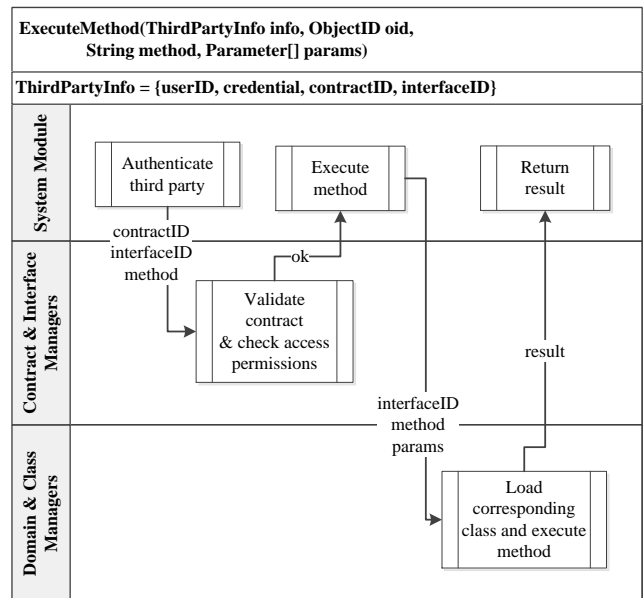 ExecuteMethod(ThirdPartyInfo info, ObjectID oid,
String method, Parameter[] params)
ThirdPartyInfo = {userID, credential, contractID, interfaceID}
System Module
Authenticate
third party
Execute
method
Return
result
contractID
interfaceID
method
ok
Contract & Interface
Managers
Validate
contract
& check access
permissions
result
interfaceID
method
params
Domain & Class
Managers
Load
corresponding
class and execute
method